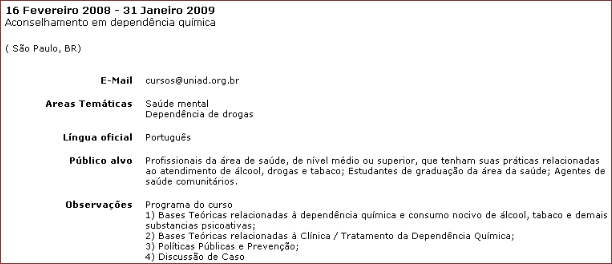 16 Fevereiro 2008 - 31 Janeiro 2009
Aconselhamento em dependência química
( São Paulo, BR)
E-Mail cursos@uniad.org.br
Areas Temáticas Saúde mental
Dependência de drogas
Língua oficial Português
Público alvo Profissionais da área de saúde, de nível médio ou superior, que tenham suas práticas relacionadas
ao atendimento de álcool, drogas e tabaco; Estudantes de graduação da área da saúde; Agentes de
saúde comunitários.
Observações Programa do curso
1) Bases Teóricas relacionadas à dependência química e consumo nocivo de álcool, tabaco e demais
substancias psicoativas;
2) Bases Teóricas relacionadas à Clínica / Tratamento da Dependência Química;
3) Políticas Públicas e Prevenção;
4) Discussão de Caso